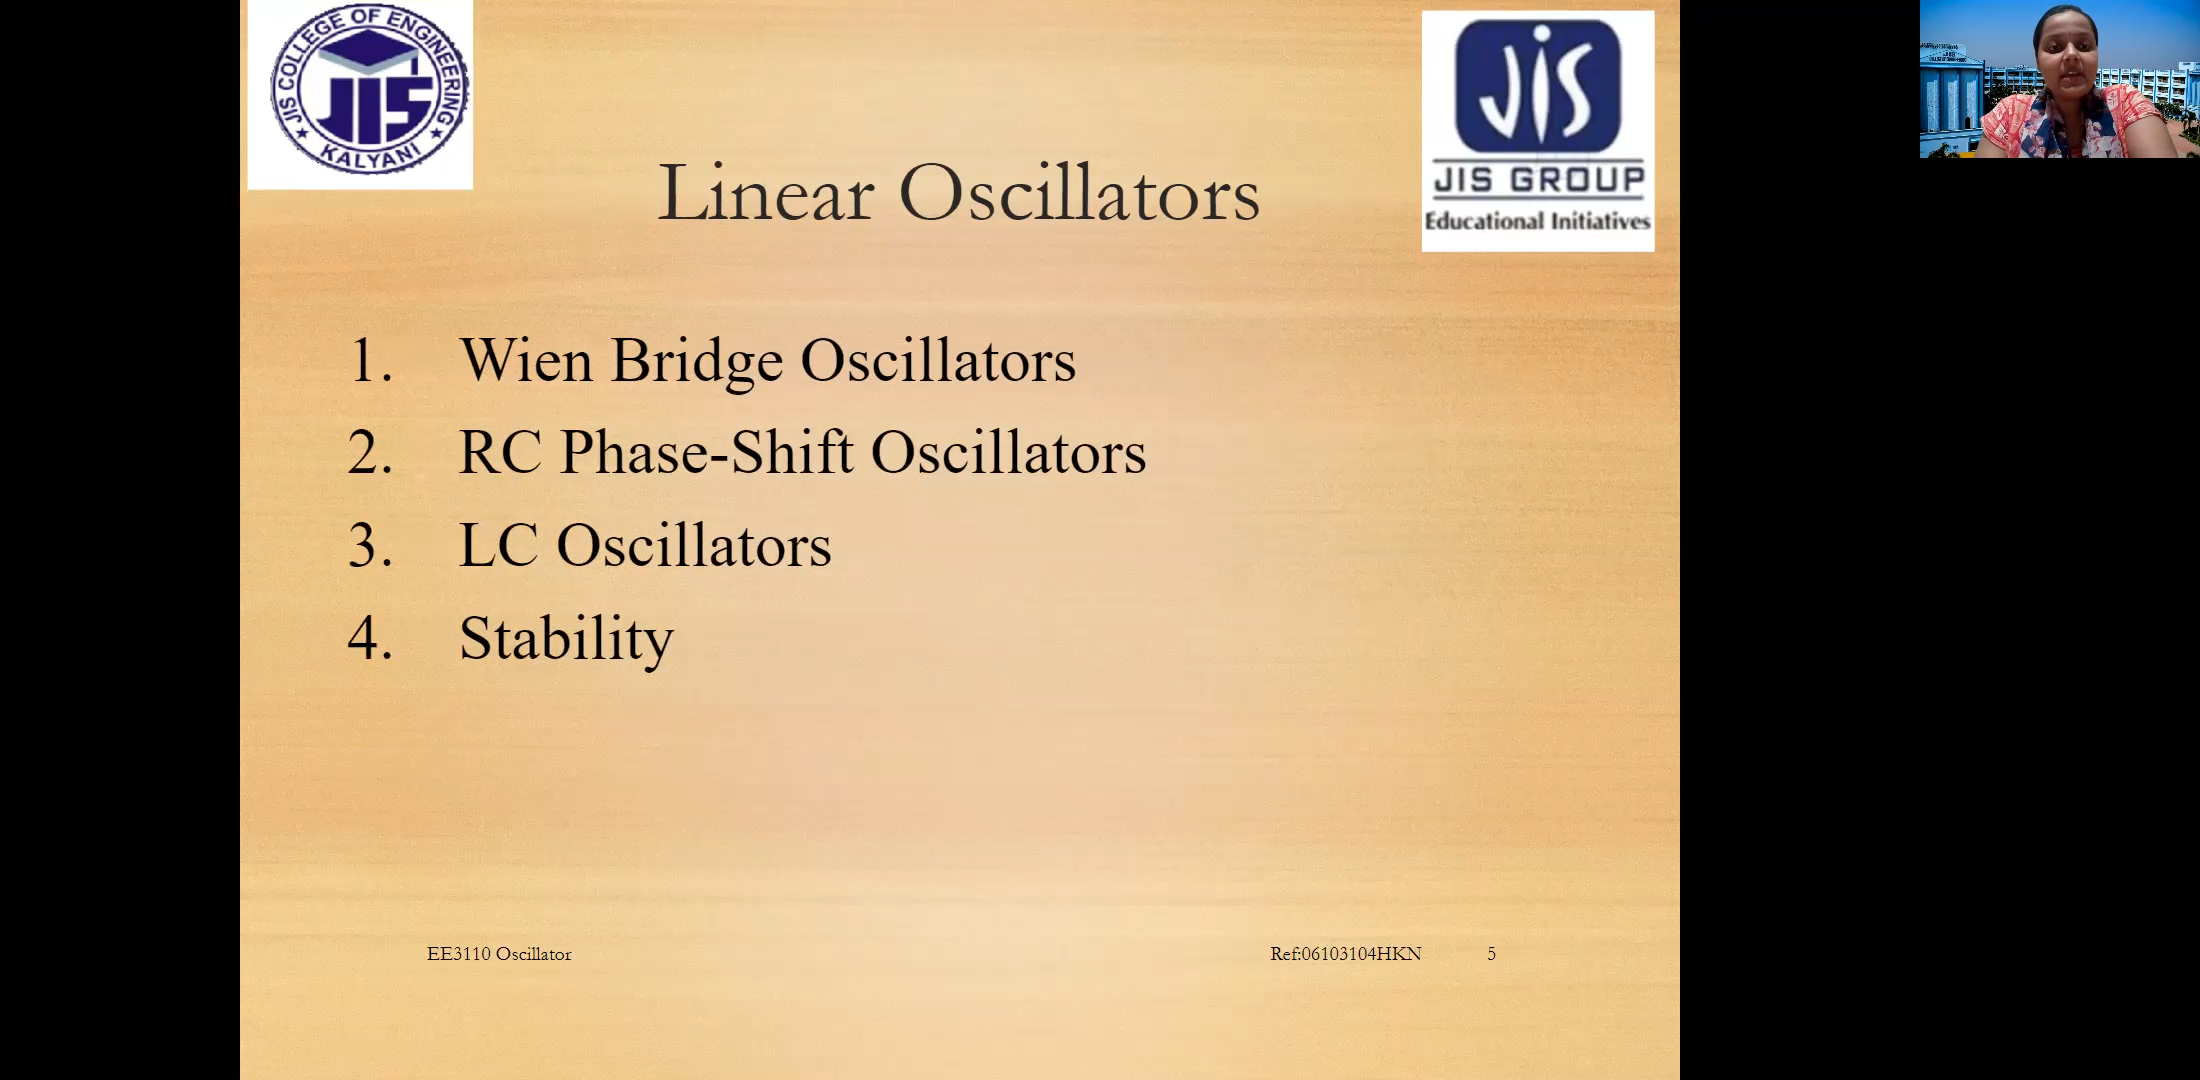 JIS COLLEGE OF ENGINEERING
JIS
KALYANI
JIS
JIS GROUP
Educational Initiatives
Linear Oscillators
1. Wien Bridge Oscillators
2. RC Phase-Shift Oscillators
3. LC Oscillators
4. Stability
EE3110 Oscillator
Ref:06103104HKN
5